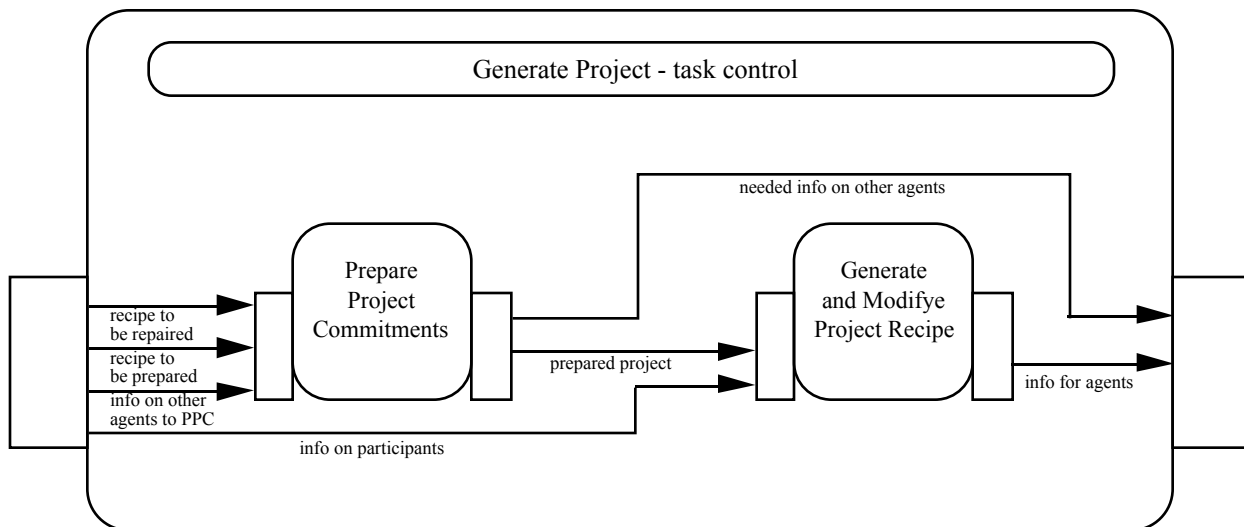 Generate Project - task control
needed info on other agents
Prepare
Project
Commitments
Generate
and Modifye
Project Recipe
recipe to
be repaired
recipe to
be prepared
info on other
agents to PPC
prepared project
info for agents
info on participants